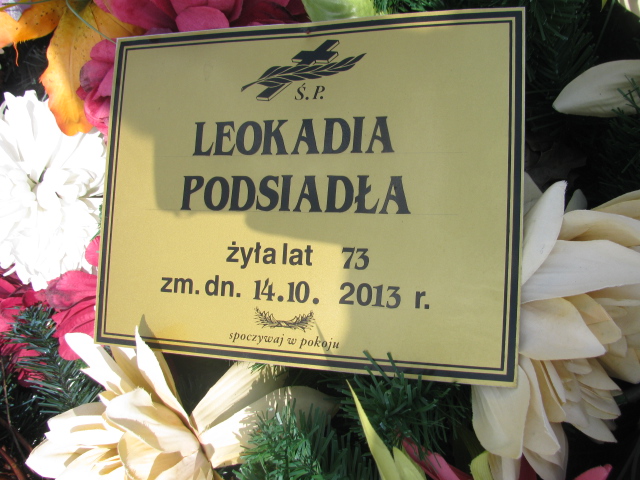 Ś.P.
LEOKADIA
PODSIADŁA
żyła lat 73
zm. dn. 14.10. 2013 r.
spoczywaj w pokoju